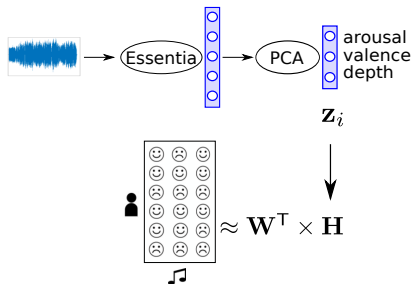 Essentia
PCA
arousal
valence
depth
z_i
≈ W^T × H